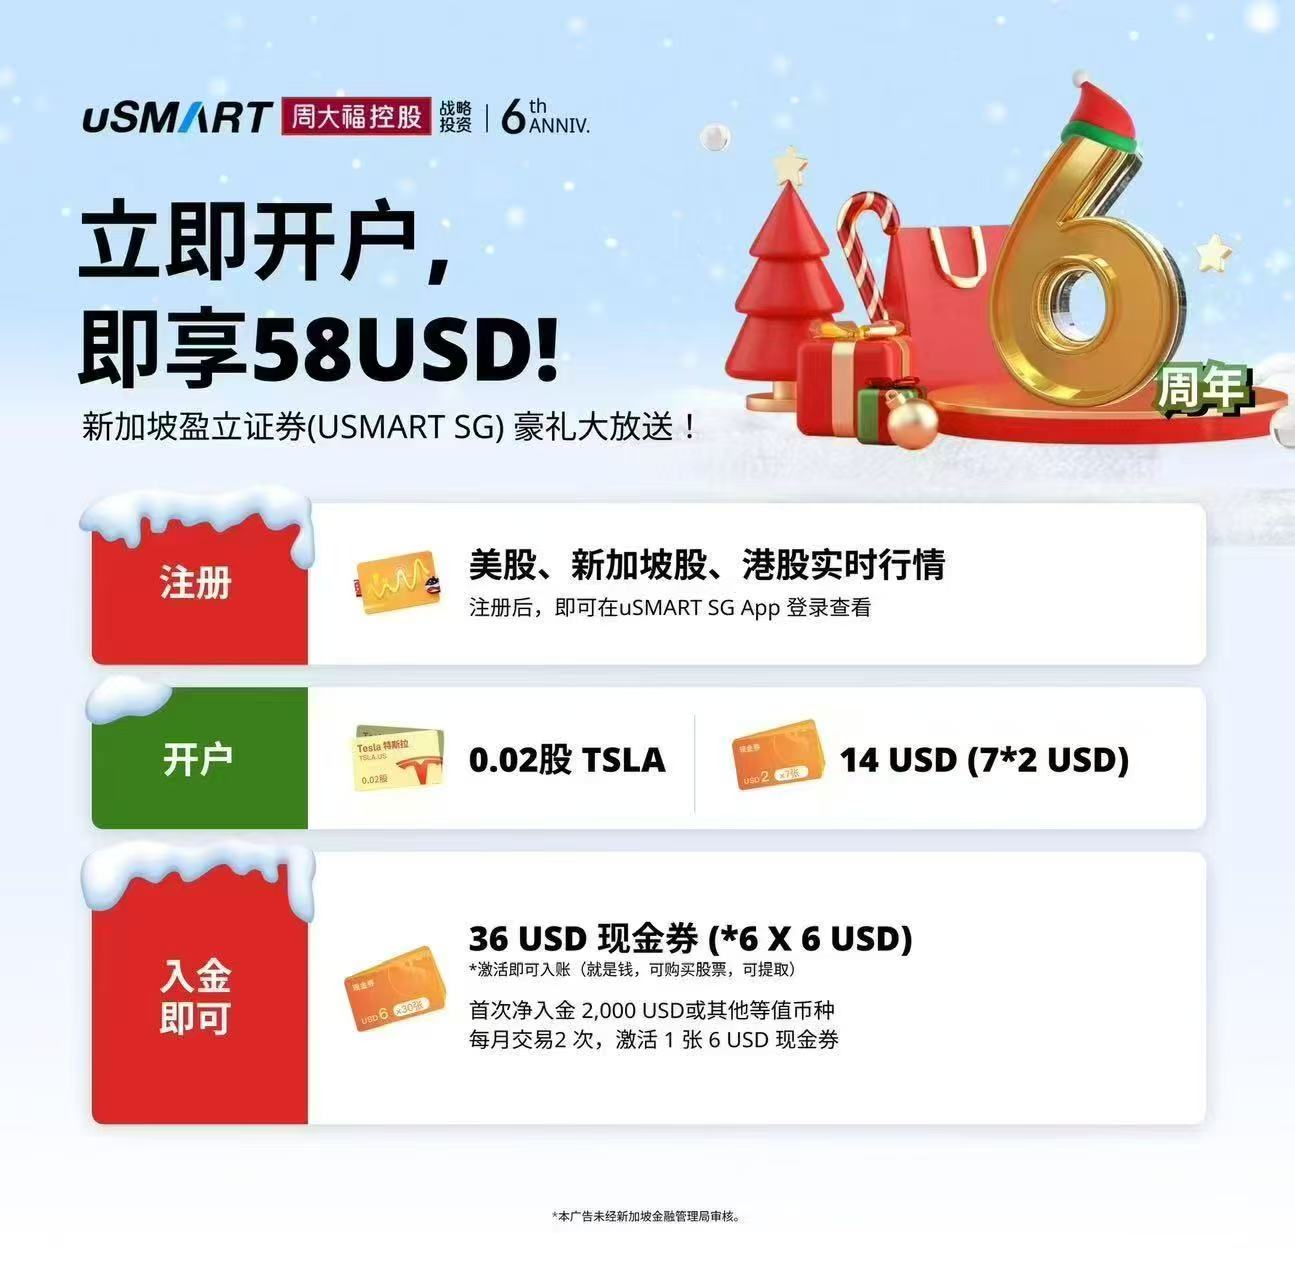 uSMART 周大福控股 战略投资 | 6th ANNIV.
立即开户,
即享58USD!
新加坡盈立证券(USMART SG) 豪礼大放送！
6
周年
注册
美股、新加坡股、港股实时行情
注册后，即可在uSMART SG App 登录查看
开户
Tesla 特斯拉
TSLA.US
0.02股
0.02股 TSLA
现金券
USD 2 x7张
14 USD (7*2 USD)
入金
即可
现金券
USD 6 x30张
36 USD 现金券 (*6 X 6 USD)
*激活即可入账（就是钱，可购买股票，可提取）
首次净入金 2,000 USD或其他等值币种
每月交易2 次，激活 1 张 6 USD 现金券
*本广告未经新加坡金融管理局审核。